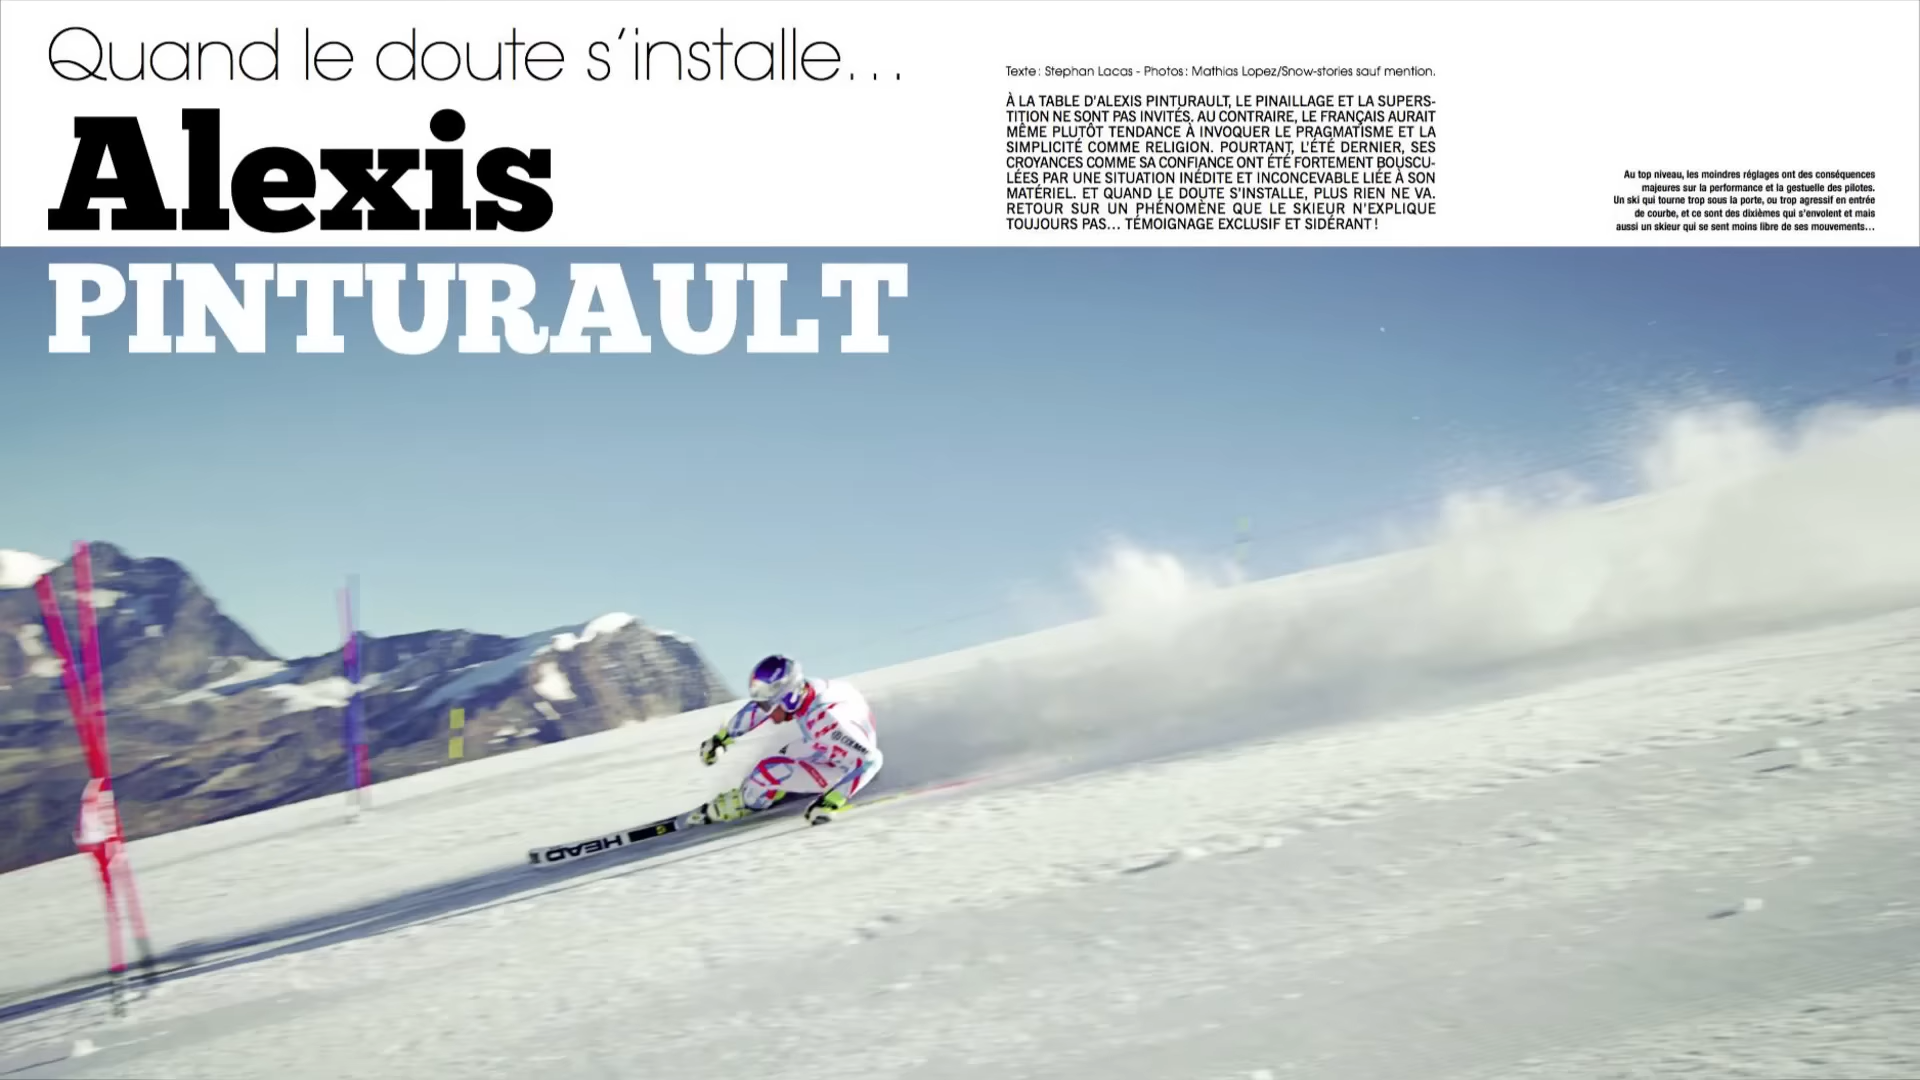 Quand le doute s'installe...
Alexis
PINTURAULT
Texte : Stephan Lacas - Photos : Mathias Lopez/Snow-stories sauf mention.
À LA TABLE D'ALEXIS PINTURAULT, LE PINAILLAGE ET LA SUPERS-
TITION NE SONT PAS INVITÉS. AU CONTRAIRE, LE FRANÇAIS AURAIT
MÊME PLUTÔT TENDANCE À INVOQUER LE PRAGMATISME ET LA
SIMPLICITÉ COMME RELIGION. POURTANT, L'ÉTÉ DERNIER, SES
CROYANCES COMME SA CONFIANCE ONT ÉTÉ FORTEMENT BOUSCU-
LÉES PAR UNE SITUATION INÉDITE ET INCONCEVABLE LIÉE À SON
MATÉRIEL. ET QUAND LE DOUTE S'INSTALLE, PLUS RIEN NE VA.
RETOUR SUR UN PHÉNOMÈNE QUE LE SKIEUR N'EXPLIQUE
TOUJOURS PAS... TÉMOIGNAGE EXCLUSIF ET SIDÉRANT !
Au top niveau, les moindres réglages ont des conséquences
majeures sur la performance et la gestuelle des pilotes.
Un ski qui tourne trop sous la porte, ou trop agressif en entrée
de courbe, et ce sont des dixièmes qui s'envolent et mais
aussi un skieur qui se sent moins libre de ses mouvements...
HEAD